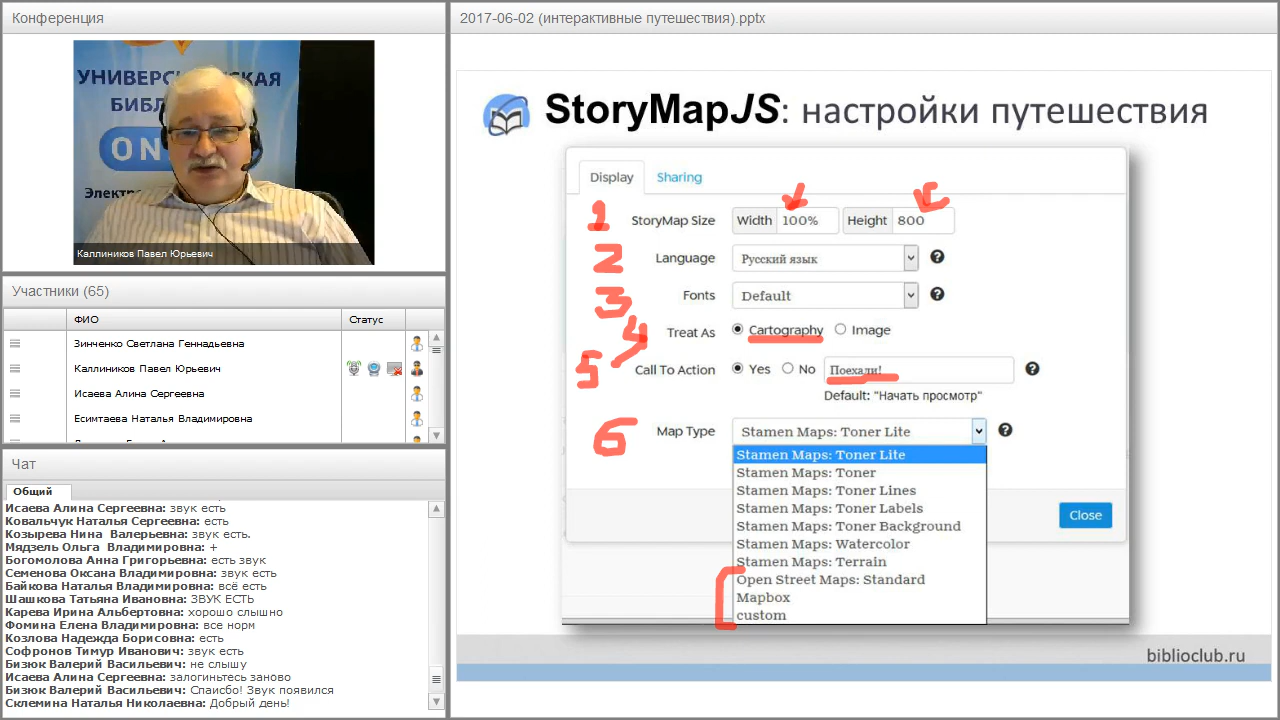 Конференция
УНИВЕРСИТЕТСКАЯ
Каллиников Павел Юрьевич
Участники (65)
ФИО Статус
Зинченко Светлана Геннадьевна
Каллиников Павел Юрьевич
Исаева Алина Сергеевна
Есимтаева Наталья Владимировна
Чат
Общий
Исаева Алина Сергеевна: звук есть
Ковальчук Наталья Сергеевна: есть
Козырева Нина Валерьевна: звук есть.
Мядзель Ольга Владимировна: +
Богомолова Анна Григорьевна: есть звук
Семенова Оксана Владимировна: звук есть
Байкова Наталья Владимировна: всё есть
Шашкова Татьяна Ивановна: ЗВУК ЕСТЬ
Карева Ирина Альбертовна: хорошо слышно
Фомина Елена Владимировна: все норм
Козлова Надежда Борисовна: есть
Софронов Тимур Иванович: звук есть
Бизюк Валерий Васильевич: не слышу
Исаева Алина Сергеевна: залогиньтесь заново
Бизюк Валерий Васильевич: Спаисбо! Звук появился
Склемина Наталья Николаевна: Добрый день!
2017-06-02 (интерактивные путешествия).pptx
StoryMapJS: настройки путешествия
Display Sharing
1 StoryMap Size Width 100% Height 800
2 Language Русский язык
3 Fonts Default
4 Treat As Cartography Image
5 Call To Action Yes No Поехали!
Default: "Начать просмотр"
6 Map Type Stamen Maps: Toner Lite
Stamen Maps: Toner Lite
Stamen Maps: Toner
Stamen Maps: Toner Lines
Stamen Maps: Toner Labels
Stamen Maps: Toner Background
Stamen Maps: Watercolor
Stamen Maps: Terrain
Open Street Maps: Standard
Mapbox
custom
Close
biblioclub.ru